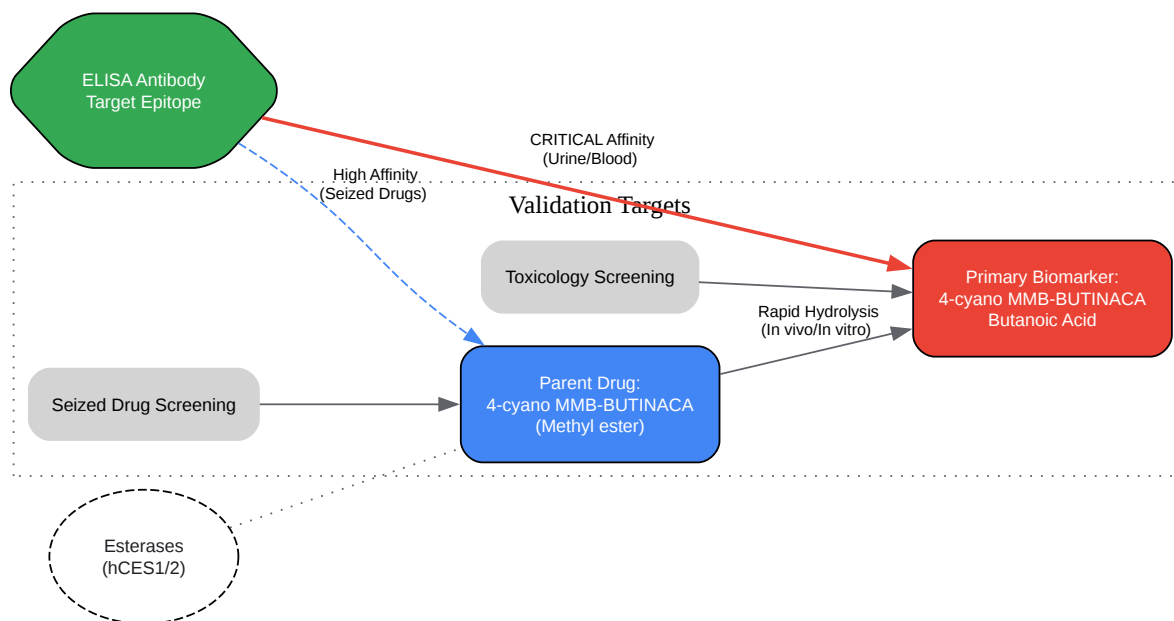 ELISA Antibody
Target Epitope
CRITICAL Affinity
(Urine/Blood)
High Affinity
(Seized Drugs)
Validation Targets
Toxicology Screening
Primary Biomarker:
4-cyano MMB-BUTINACA
Butanoic Acid
Rapid Hydrolysis
(In vivo/In vitro)
Seized Drug Screening
Parent Drug:
4-cyano MMB-BUTINACA
(Methyl ester)
Esterases
(hCES1/2)